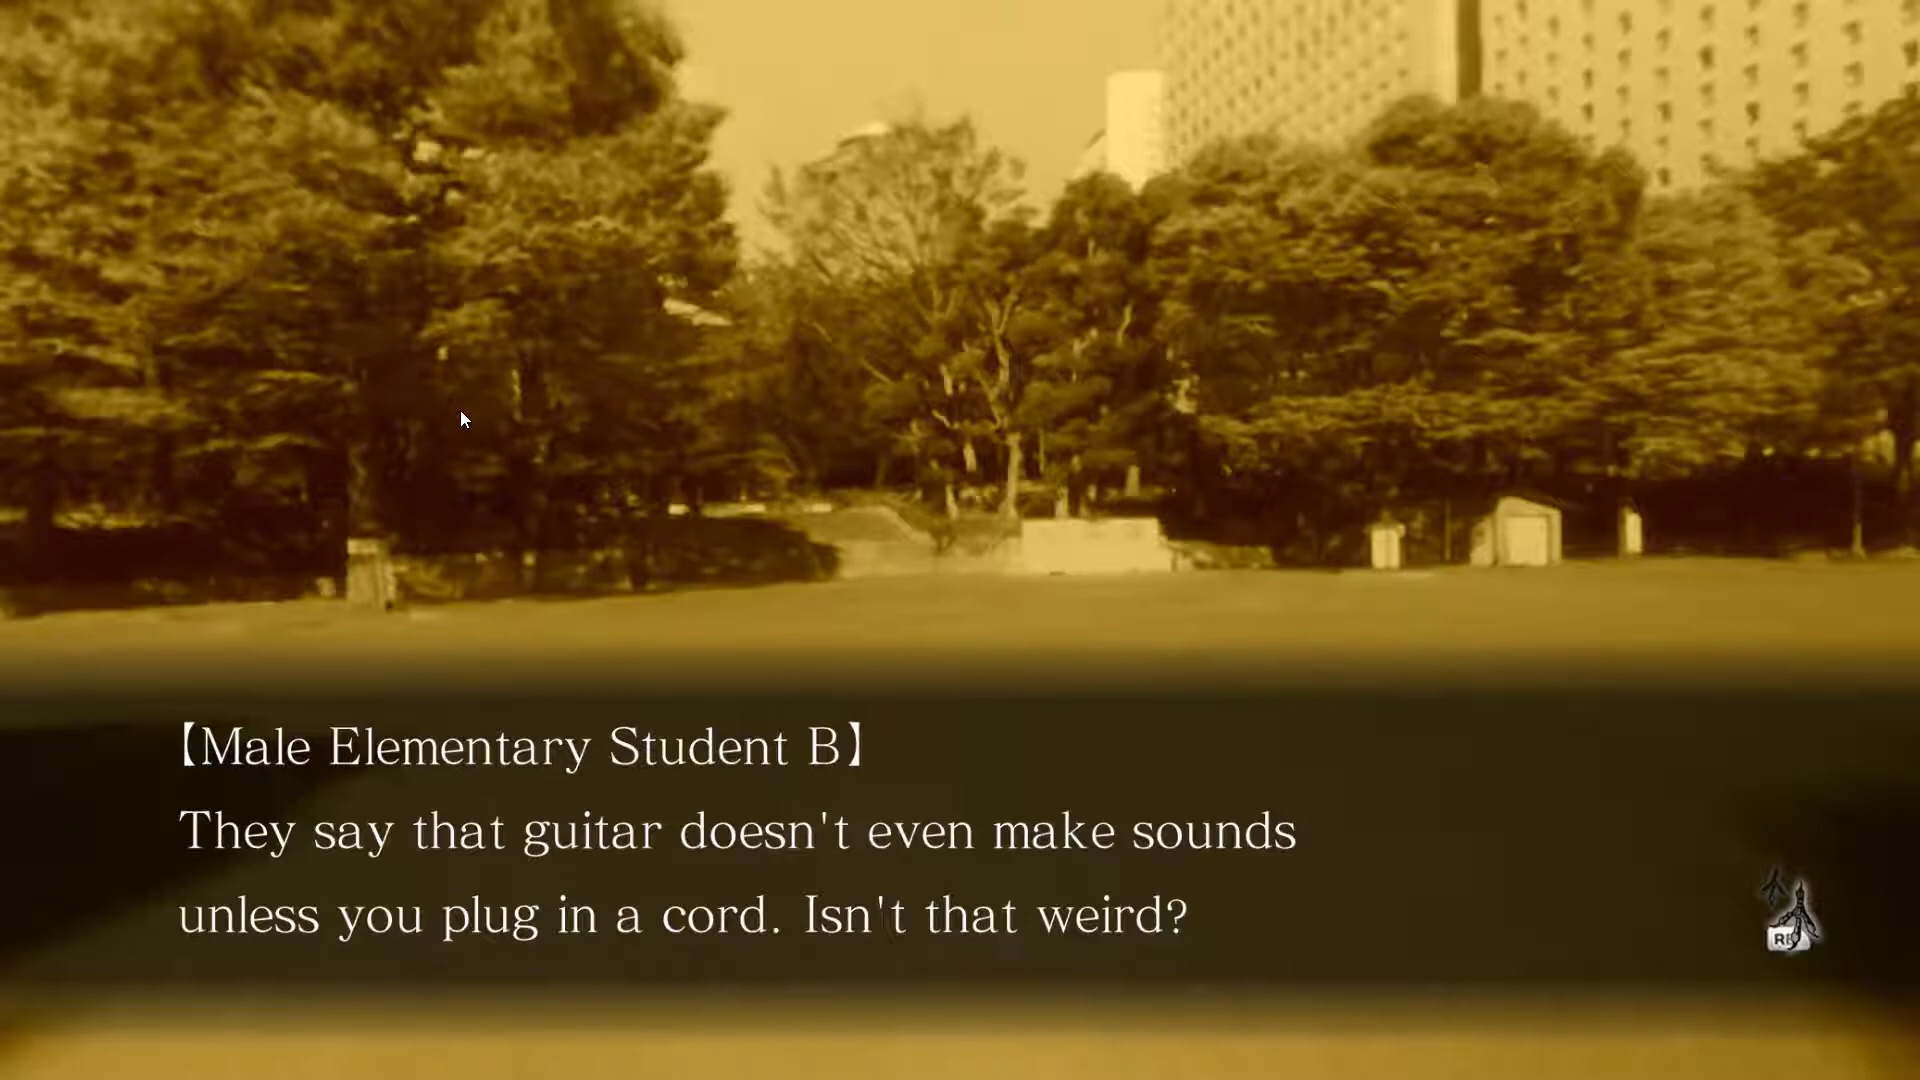 【Male Elementary Student B】
They say that guitar doesn't even make sounds
unless you plug in a cord. Isn't that weird?